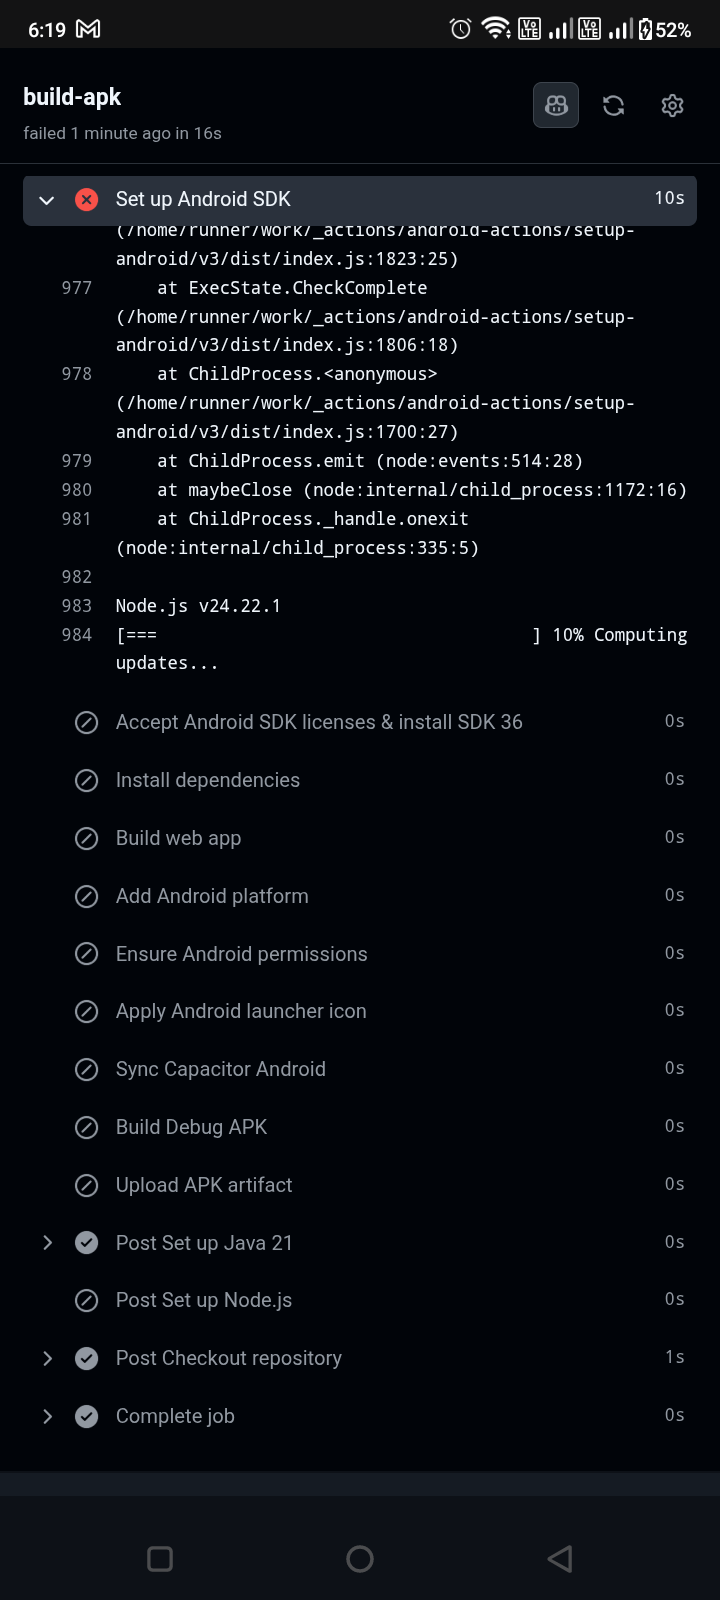 6:19
Vo LTE
Vo LTE
52%
build-apk
failed 1 minute ago in 16s
Set up Android SDK 10s
(/home/runner/work/_actions/android-actions/setup-
android/v3/dist/index.js:1823:25)
977     at ExecState.CheckComplete
(/home/runner/work/_actions/android-actions/setup-
android/v3/dist/index.js:1806:18)
978     at ChildProcess.<anonymous>
(/home/runner/work/_actions/android-actions/setup-
android/v3/dist/index.js:1700:27)
979     at ChildProcess.emit (node:events:514:28)
980     at maybeClose (node:internal/child_process:1172:16)
981     at ChildProcess._handle.onexit
(node:internal/child_process:335:5)
982
983 Node.js v24.22.1
984 [===                                    ] 10% Computing
updates...
Accept Android SDK licenses & install SDK 36 0s
Install dependencies 0s
Build web app 0s
Add Android platform 0s
Ensure Android permissions 0s
Apply Android launcher icon 0s
Sync Capacitor Android 0s
Build Debug APK 0s
Upload APK artifact 0s
Post Set up Java 21 0s
Post Set up Node.js 0s
Post Checkout repository 1s
Complete job 0s